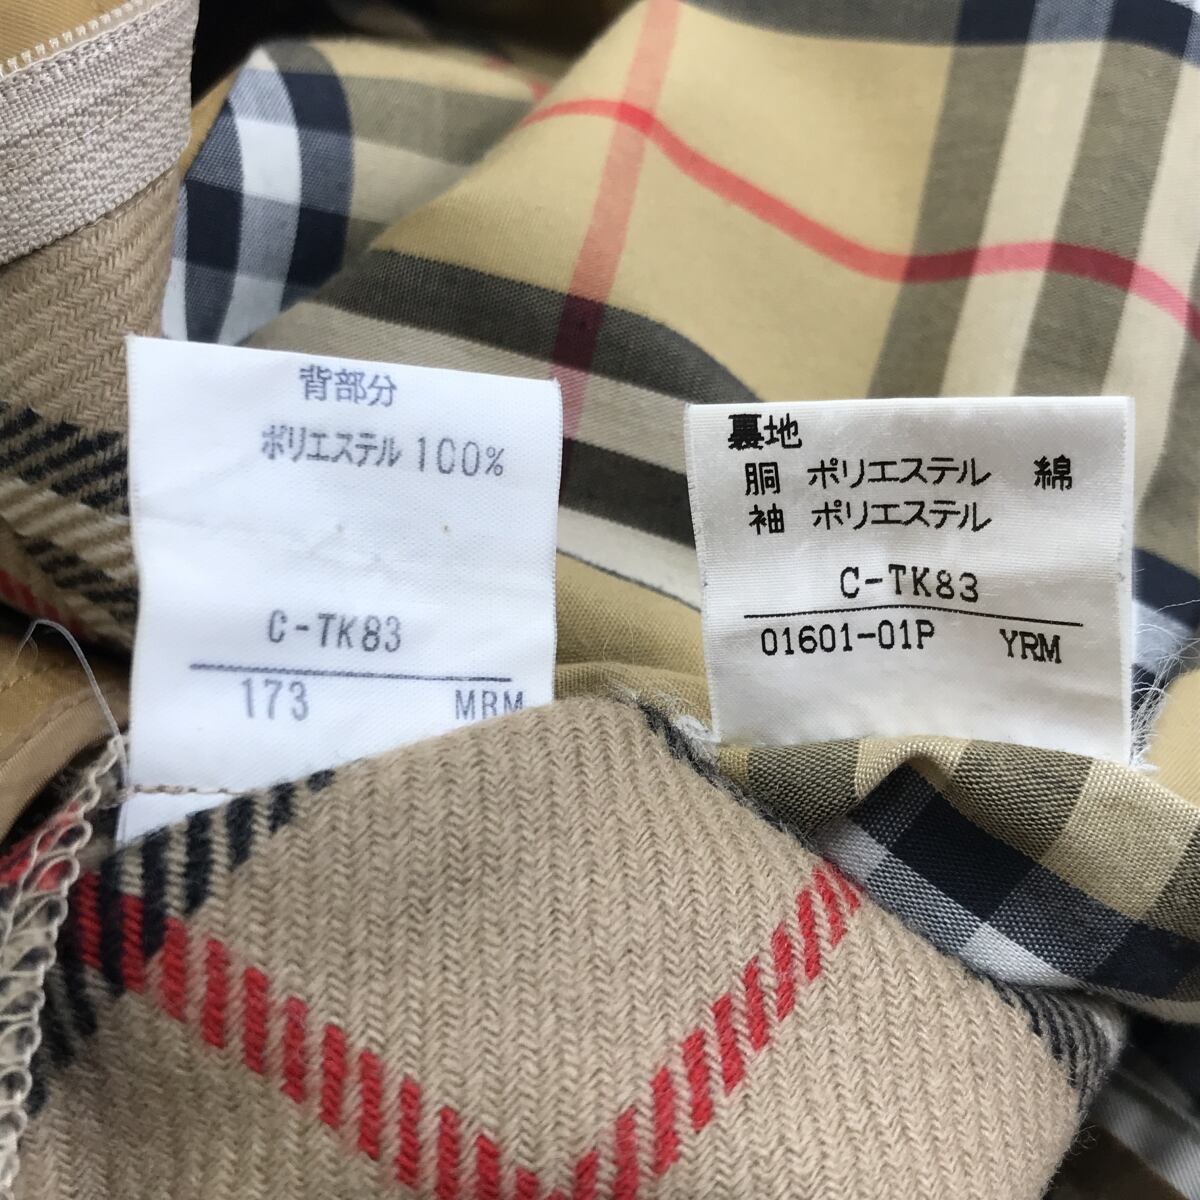 背部分
ポリエステル 100%
C-TK83
173 MRM
裏地
胴 ポリエステル 綿
袖 ポリエステル
C-TK83
01601-01P YRM